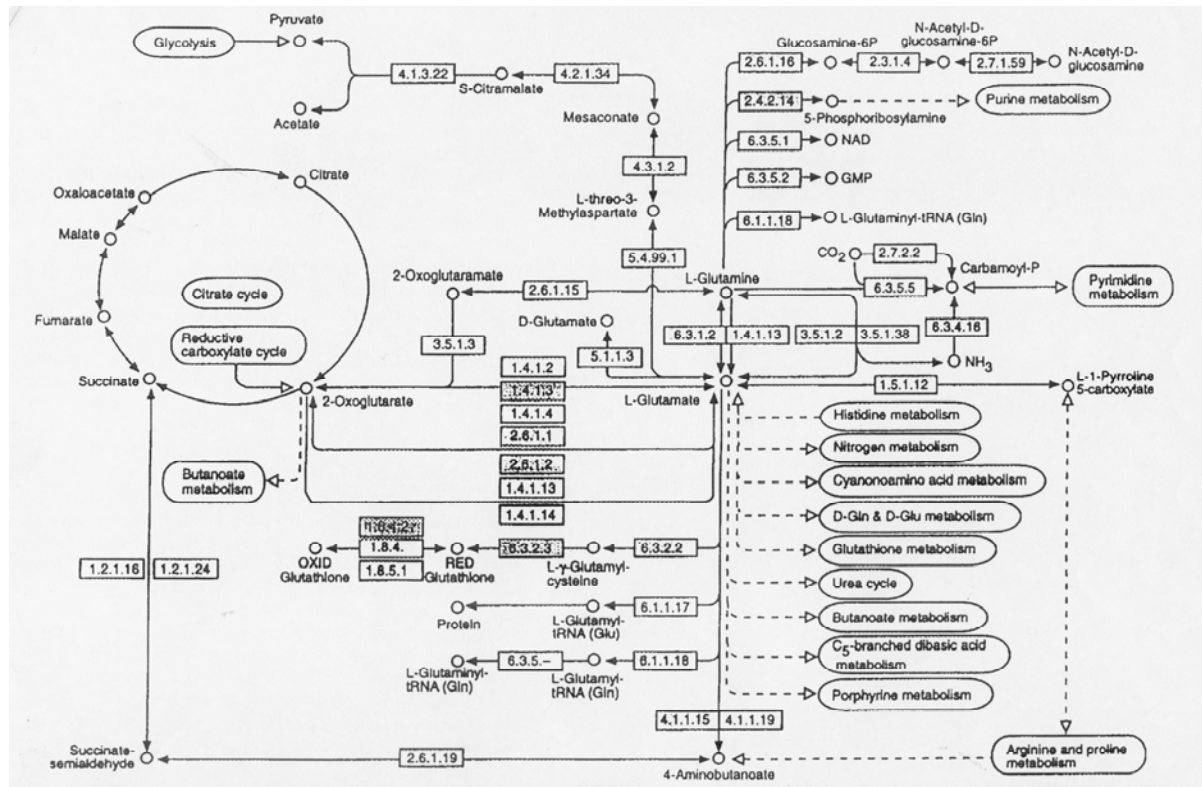 Pyruvate
Glycolysis
4.1.3.22
S-Citramalate
4.2.1.34
Acetate
Mesaconate
4.3.1.2
L-threo-3-
Methylaspartate
5.4.99.1
Glucosamine-6P
N-Acetyl-D-
glucosamine-6P
N-Acetyl-D-
glucosamine
2.6.1.16
2.3.1.4
2.7.1.59
2.4.2.14
5-Phosphoribosylamine
Purine metabolism
6.3.5.1
NAD
6.3.5.2
GMP
6.1.1.18
L-Glutaminyl-tRNA (Gln)
CO2
2.7.2.2
Carbamoyl-P
6.3.5.5
Pyrimidine
metabolism
6.3.4.16
NH3
Oxaloacetate
Citrate
Malate
Citrate cycle
Fumarate
Reductive
carboxylate cycle
Succinate
2-Oxoglutarate
2-Oxoglutaramate
2.6.1.15
L-Glutamine
3.5.1.3
D-Glutamate
5.1.1.3
6.3.1.2
1.4.1.13
3.5.1.2
3.5.1.38
L-Glutamate
1.5.1.12
L-1-Pyrroline
5-carboxylate
1.4.1.2
1.4.1.3
1.4.1.4
2.6.1.1
2.6.1.2
1.4.1.13
1.4.1.14
Butanoate
metabolism
Histidine metabolism
Nitrogen metabolism
Cyanonoamino acid metabolism
D-Gln & D-Glu metabolism
Glutathione metabolism
Urea cycle
Butanoate metabolism
C5-branched dibasic acid
metabolism
Porphyrine metabolism
1.8.4.
1.8.5.1
OXID
Glutathione
RED
Glutathione
6.3.2.3
L-γ-Glutamyl-
cysteine
6.3.2.2
1.2.1.16
1.2.1.24
Protein
L-Glutamyl-
tRNA (Glu)
6.1.1.17
L-Glutaminyl-
tRNA (Gln)
6.3.5.–
L-Glutamyl-
tRNA (Gln)
6.1.1.18
4.1.1.15
4.1.1.19
Succinate-
semialdehyde
2.6.1.19
4-Aminobutanoate
Arginine and proline
metabolism